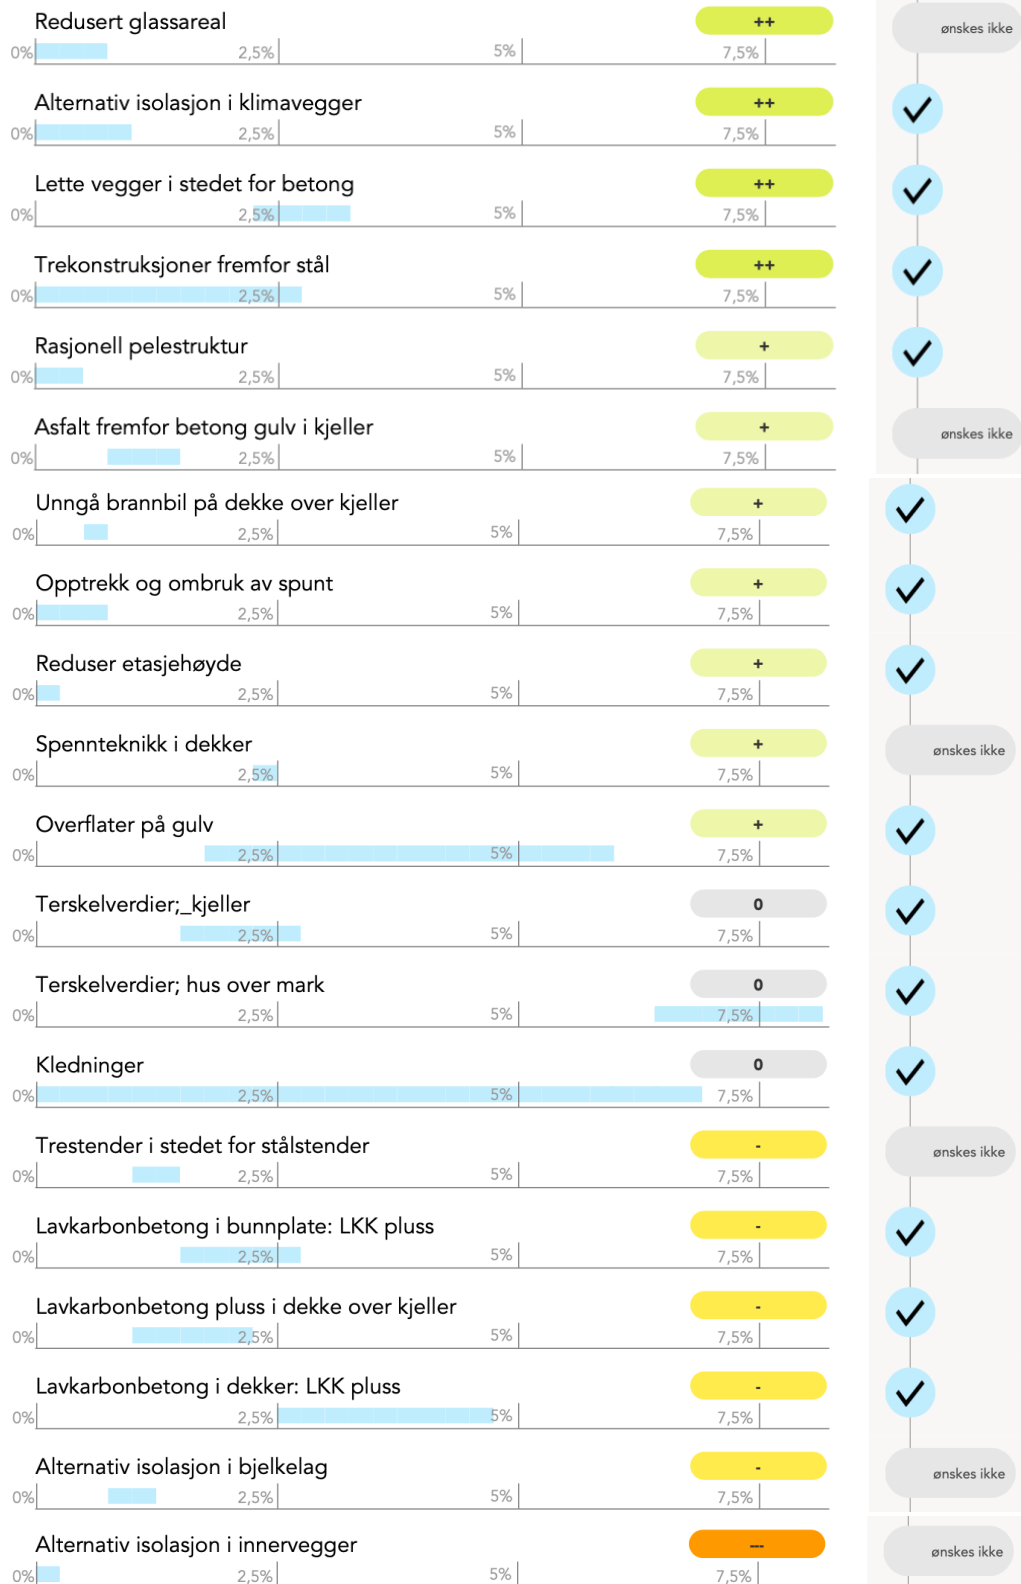 Redusert glassareal ++ ønskes ikke
0% 2,5% 5% 7,5%
Alternativ isolasjon i klimavegger ++
0% 2,5% 5% 7,5%
Lette vegger i stedet for betong ++
0% 2,5% 5% 7,5%
Trekonstruksjoner fremfor stål ++
0% 2,5% 5% 7,5%
Rasjonell pelestruktur +
0% 2,5% 5% 7,5%
Asfalt fremfor betong gulv i kjeller + ønskes ikke
0% 2,5% 5% 7,5%
Unngå brannbil på dekke over kjeller +
0% 2,5% 5% 7,5%
Opptrekk og ombruk av spunt +
0% 2,5% 5% 7,5%
Reduser etasjehøyde +
0% 2,5% 5% 7,5%
Spennteknikk i dekker + ønskes ikke
0% 2,5% 5% 7,5%
Overflater på gulv +
0% 2,5% 5% 7,5%
Terskelverdier;_kjeller 0
0% 2,5% 5% 7,5%
Terskelverdier; hus over mark 0
0% 2,5% 5% 7,5%
Kledninger 0
0% 2,5% 5% 7,5%
Trestender i stedet for stålstender - ønskes ikke
0% 2,5% 5% 7,5%
Lavkarbonbetong i bunnplate: LKK pluss -
0% 2,5% 5% 7,5%
Lavkarbonbetong pluss i dekke over kjeller -
0% 2,5% 5% 7,5%
Lavkarbonbetong i dekker: LKK pluss -
0% 2,5% 5% 7,5%
Alternativ isolasjon i bjelkelag - ønskes ikke
0% 2,5% 5% 7,5%
Alternativ isolasjon i innervegger --- ønskes ikke
0% 2,5% 5% 7,5%